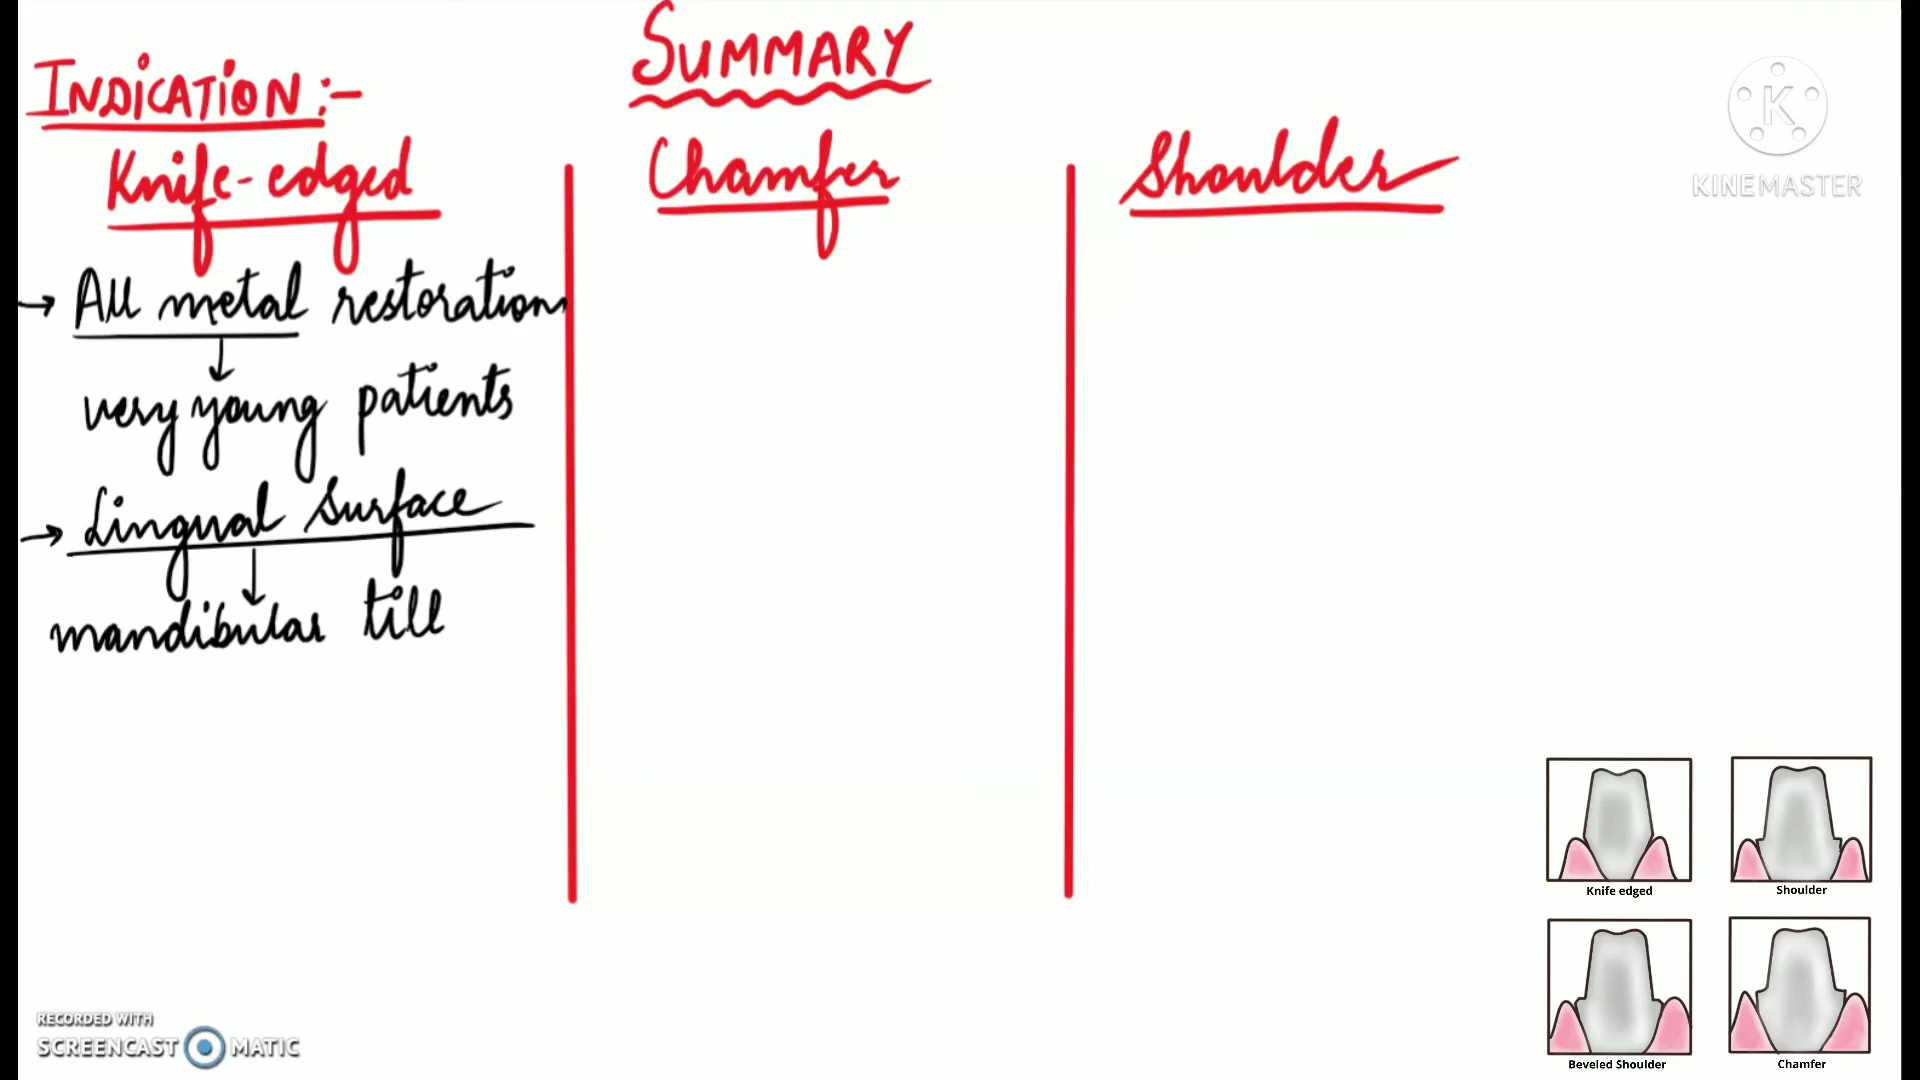 SUMMARY
INDICATION :-
Knife-edged
Chamfer
Shoulder
→ All metal restorations
↓
very young patients
→ Lingual surface
↓
mandibular till
K
KINEMASTER
Knife edged
Shoulder
Beveled Shoulder
Chamfer
RECORDED WITH
SCREENCAST MATIC